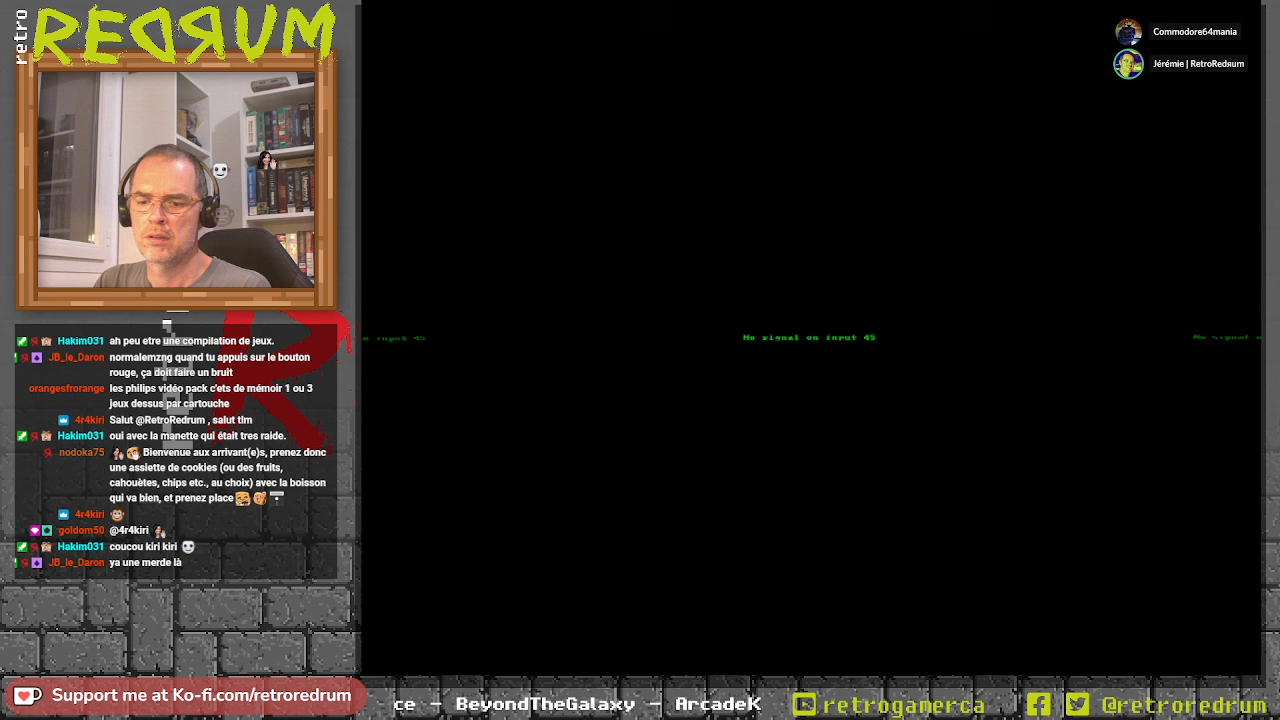 retro
REDRUM
Commodore64mania
Jérémie | RetroRedrum
No signal on input 45
Hakim031 ah peu etre une compilation de jeux.
JB_le_Daron normalemzng quand tu appuis sur le bouton
rouge, ça doit faire un bruit
orangesfrorange les philips vidéo pack c'ets de mémoir 1 ou 3
jeux dessus par cartouche
4r4kiri Salut @RetroRedrum , salut tlm
Hakim031 oui avec la manette qui était tres raide.
nodoka75 Bienvenue aux arrivant(e)s, prenez donc
une assiette de cookies (ou des fruits,
cahouètes, chips etc., au choix) avec la boisson
qui va bien, et prenez place
4r4kiri
goldom50 @4r4kiri
Hakim031 coucou kiri kiri
JB_le_Daron ya une merde là
Support me at Ko-fi.com/retroredrum
ce – BeyondTheGalaxy – ArcadeK
retrogamerca
@retroredrum